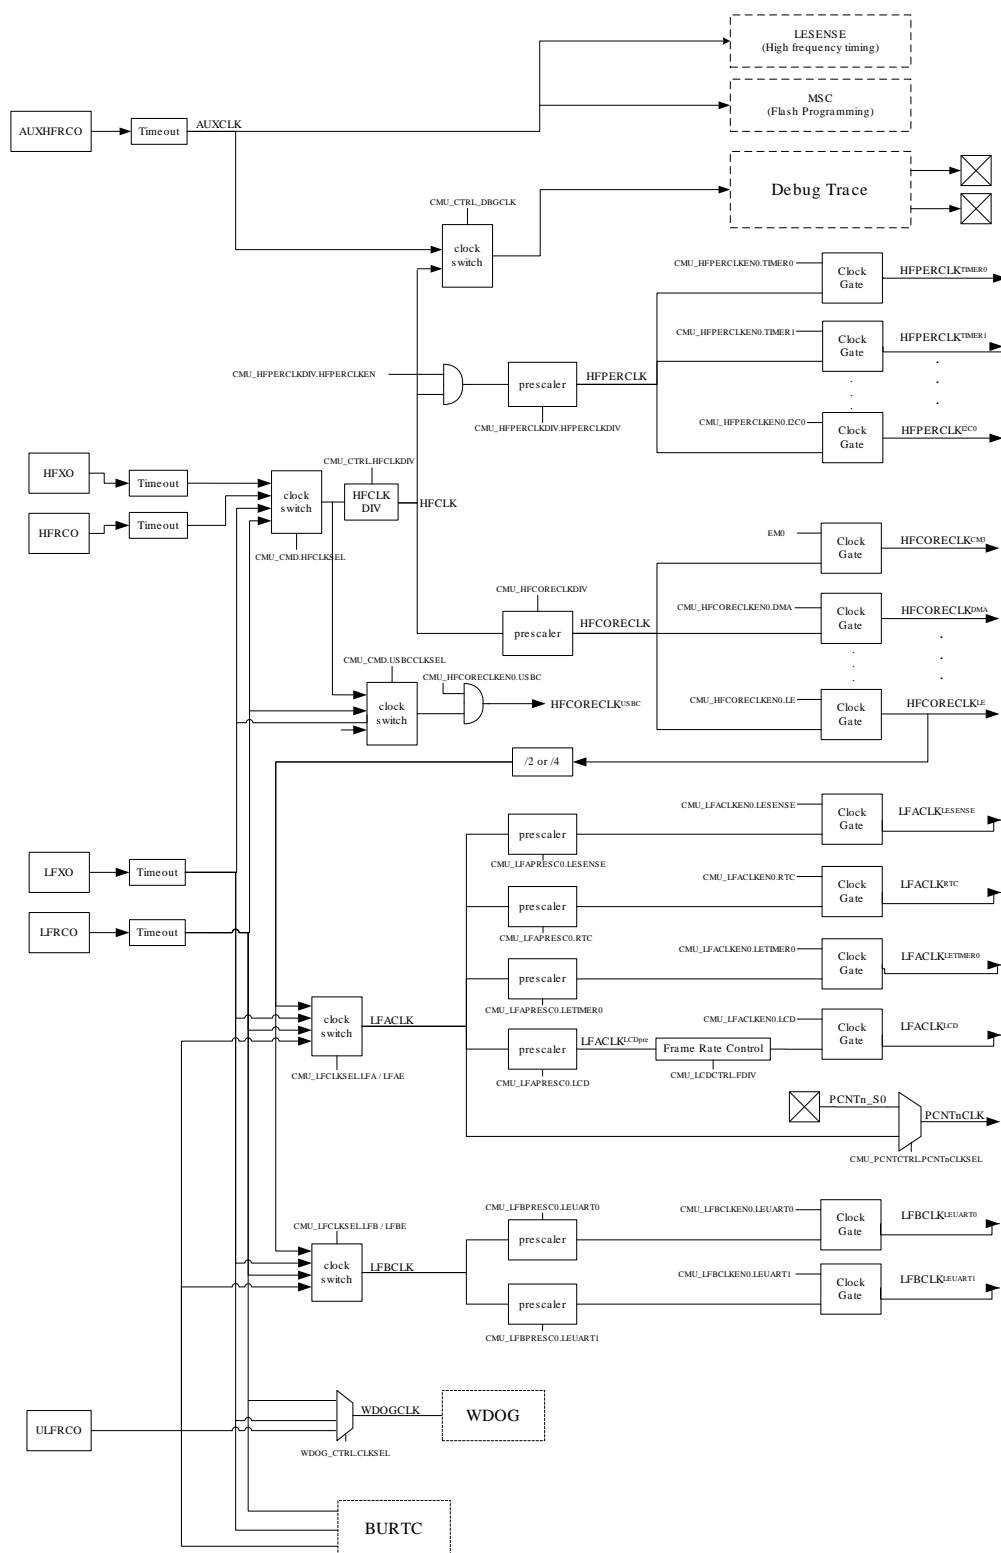 LESENSE
(High frequency timing)
MSC
(Flash Programming)
AUXHFRCO
Timeout
AUXCLK
Debug Trace
CMU_CTRL_DBGCLK
clock
switch
CMU_HFPERCLKEN0.TIMER0
Clock
Gate
HFPERCLKTIMER0
CMU_HFPERCLKEN0.TIMER1
Clock
Gate
HFPERCLKTIMER1
CMU_HFPERCLKDIV.HFPERCLKEN
prescaler
HFPERCLK
CMU_HFPERCLKDIV.HFPERCLKDIV
CMU_HFPERCLKEN0.I2C0
Clock
Gate
HFPERCLKI2C0
HFXO
Timeout
HFRCO
Timeout
clock
switch
CMU_CMD.HFCLKSEL
CMU_CTRL.HFCLKDIV
HFCLK
DIV
HFCLK
EM0
Clock
Gate
HFCORECLKCM3
CMU_HFCORECLKDIV
prescaler
HFCORECLK
CMU_HFCORECLKEN0.DMA
Clock
Gate
HFCORECLKDMA
CMU_CMD.USBCCLKSEL
clock
switch
CMU_HFCORECLKEN0.USBC
HFCORECLKUSBC
CMU_HFCORECLKEN0.LE
Clock
Gate
HFCORECLKLE
/2 or /4
LFXO
Timeout
LFRCO
Timeout
prescaler
CMU_LFAPRESC0.LESENSE
CMU_LFACLKEN0.LESENSE
Clock
Gate
LFACLKLESENSE
prescaler
CMU_LFAPRESC0.RTC
CMU_LFACLKEN0.RTC
Clock
Gate
LFACLKRTC
prescaler
CMU_LFAPRESC0.LETIMER0
CMU_LFACLKEN0.LETIMER0
Clock
Gate
LFACLKLETIMER0
clock
switch
LFACLK
CMU_LFCLKSEL.LFA / LFAE
prescaler
CMU_LFAPRESC0.LCD
LFACLKLCDpre
Frame Rate Control
CMU_LCDCTRL.FDIV
CMU_LFACLKEN0.LCD
Clock
Gate
LFACLKLCD
PCNTn_S0
PCNTnCLK
CMU_PCNTCTRL.PCNTnCLKSEL
CMU_LFCLKSEL.LFB / LFBE
clock
switch
LFBCLK
CMU_LFBPRESC0.LEUART0
prescaler
CMU_LFBCLKEN0.LEUART0
Clock
Gate
LFBCLKLEUART0
prescaler
CMU_LFBPRESC0.LEUART1
CMU_LFBCLKEN0.LEUART1
Clock
Gate
LFBCLKLEUART1
ULFRCO
WDOGCLK
WDOG_CTRL.CLKSEL
WDOG
BURTC